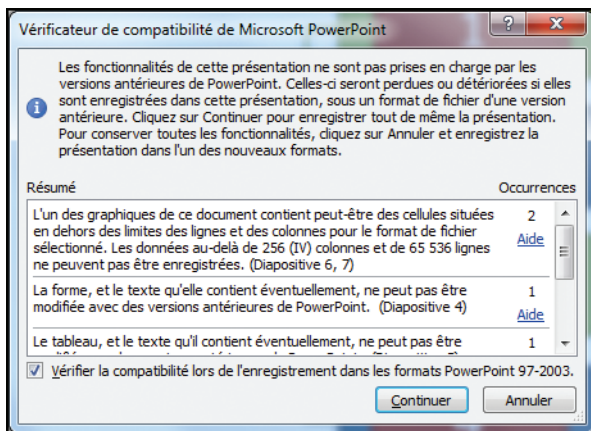 Vérificateur de compatibilité de Microsoft PowerPoint
Les fonctionnalités de cette présentation ne sont pas prises en charge par les
versions antérieures de PowerPoint. Celles-ci seront perdues ou détériorées si elles
sont enregistrées dans cette présentation, sous un format de fichier d'une version
antérieure. Cliquez sur Continuer pour enregistrer tout de même la présentation.
Pour conserver toutes les fonctionnalités, cliquez sur Annuler et enregistrez la
présentation dans l'un des nouveaux formats.
Résumé Occurrences
L'un des graphiques de ce document contient peut-être des cellules situées 2
en dehors des limites des lignes et des colonnes pour le format de fichier Aide
sélectionné. Les données au-delà de 256 (IV) colonnes et de 65 536 lignes
ne peuvent pas être enregistrées. (Diapositive 6, 7)
La forme, et le texte qu'elle contient éventuellement, ne peut pas être 1
modifiée avec des versions antérieures de PowerPoint. (Diapositive 4) Aide
Le tableau, et le texte qu'il contient éventuellement, ne peut pas être 1
Vérifier la compatibilité lors de l'enregistrement dans les formats PowerPoint 97-2003.
Continuer Annuler